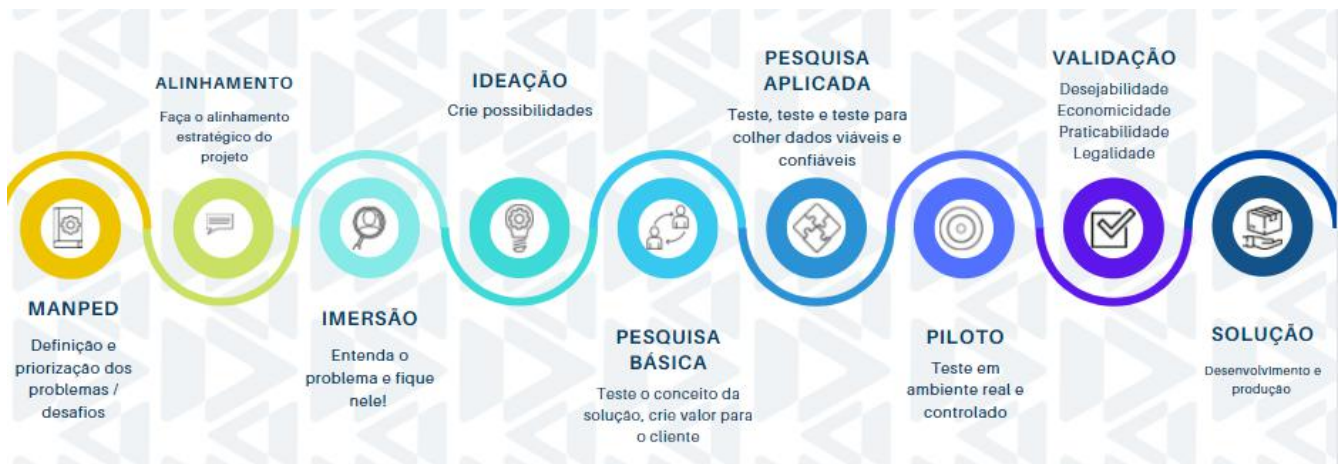 MANPED
Definição e
priorização dos
problemas /
desafios
ALINHAMENTO
Faça o alinhamento
estratégico do
projeto
IMERSÃO
Entenda o
problema e fique
nele!
IDEAÇÃO
Crie possibilidades
PESQUISA
BÁSICA
Teste o conceito da
solução, crie valor para
o cliente
PESQUISA
APLICADA
Teste, teste e teste para
colher dados viáveis e
confiáveis
PILOTO
Teste em
ambiente real e
controlado
VALIDAÇÃO
Desejabilidade
Economicidade
Praticabilidade
Legalidade
SOLUÇÃO
Desenvolvimento e
produção